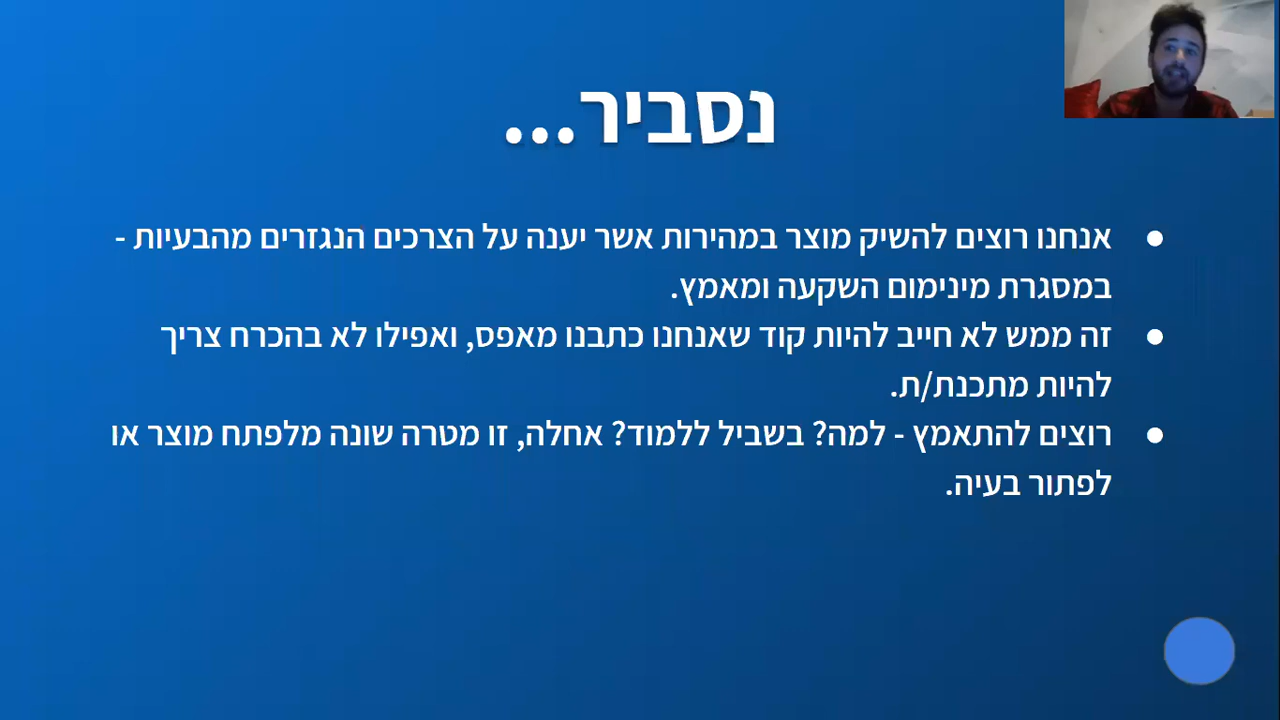 נסביר...
● אנחנו רוצים להשיק מוצר במהירות אשר יענה על הצרכים הנגזרים מהבעיות -
במסגרת מינימום השקעה ומאמץ.
● זה ממש לא חייב להיות קוד שאנחנו כתבנו מאפס, ואפילו לא בהכרח צריך
להיות מתכנת/ת.
● רוצים להתאמץ - למה? בשביל ללמוד? אחלה, זו מטרה שונה מלפתח מוצר או
לפתור בעיה.